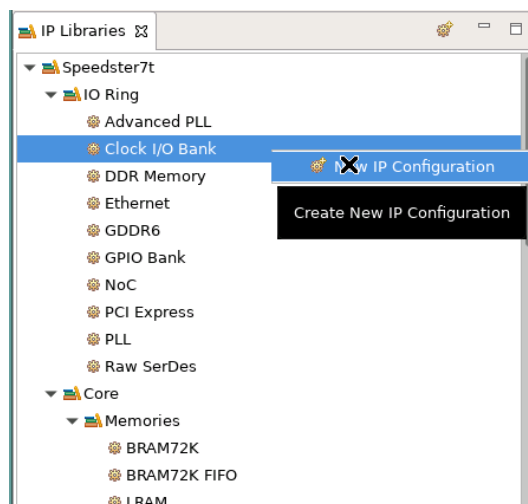 IP Libraries
Speedster7t
IO Ring
Advanced PLL
Clock I/O Bank
New IP Configuration
DDR Memory
Create New IP Configuration
Ethernet
GDDR6
GPIO Bank
NoC
PCI Express
PLL
Raw SerDes
Core
Memories
BRAM72K
BRAM72K FIFO
LRAM